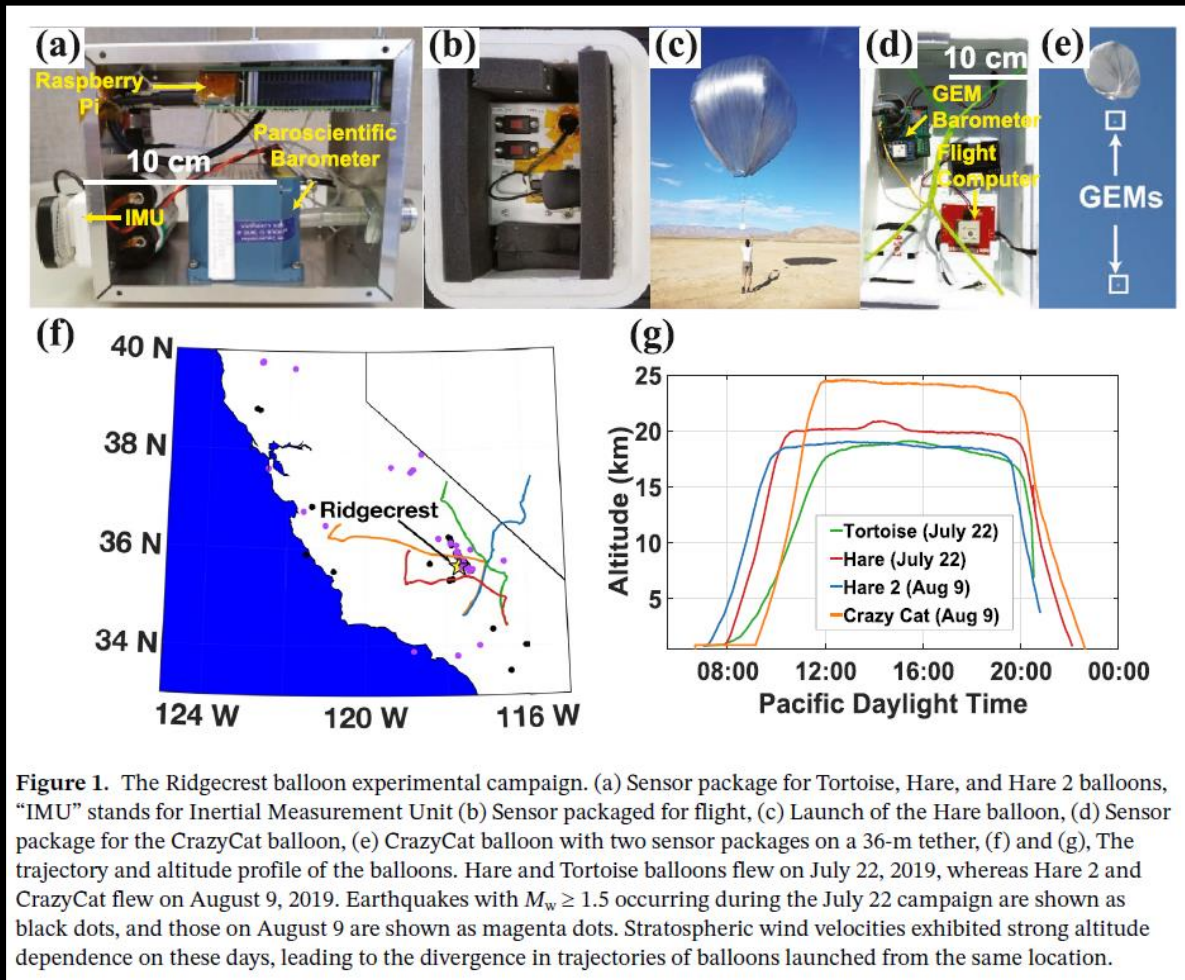 (a)
(b)
(c)
(d)
(e)
Raspberry
Pi
Paroscientific
Barometer
10 cm
IMU
10 cm
GEM
Barometer
Flight
Computer
GEMs
(f)
40 N
38 N
36 N
34 N
Ridgecrest
124 W
120 W
116 W
(g)
25
20
15
10
5
Altitude (km)
Tortoise (July 22)
Hare (July 22)
Hare 2 (Aug 9)
Crazy Cat (Aug 9)
08:00
12:00
16:00
20:00
00:00
Pacific Daylight Time
Figure 1. The Ridgecrest balloon experimental campaign. (a) Sensor package for Tortoise, Hare, and Hare 2 balloons,
“IMU” stands for Inertial Measurement Unit (b) Sensor packaged for flight, (c) Launch of the Hare balloon, (d) Sensor
package for the CrazyCat balloon, (e) CrazyCat balloon with two sensor packages on a 36-m tether, (f) and (g), The
trajectory and altitude profile of the balloons. Hare and Tortoise balloons flew on July 22, 2019, whereas Hare 2 and
CrazyCat flew on August 9, 2019. Earthquakes with Mw ≥ 1.5 occurring during the July 22 campaign are shown as
black dots, and those on August 9 are shown as magenta dots. Stratospheric wind velocities exhibited strong altitude
dependence on these days, leading to the divergence in trajectories of balloons launched from the same location.